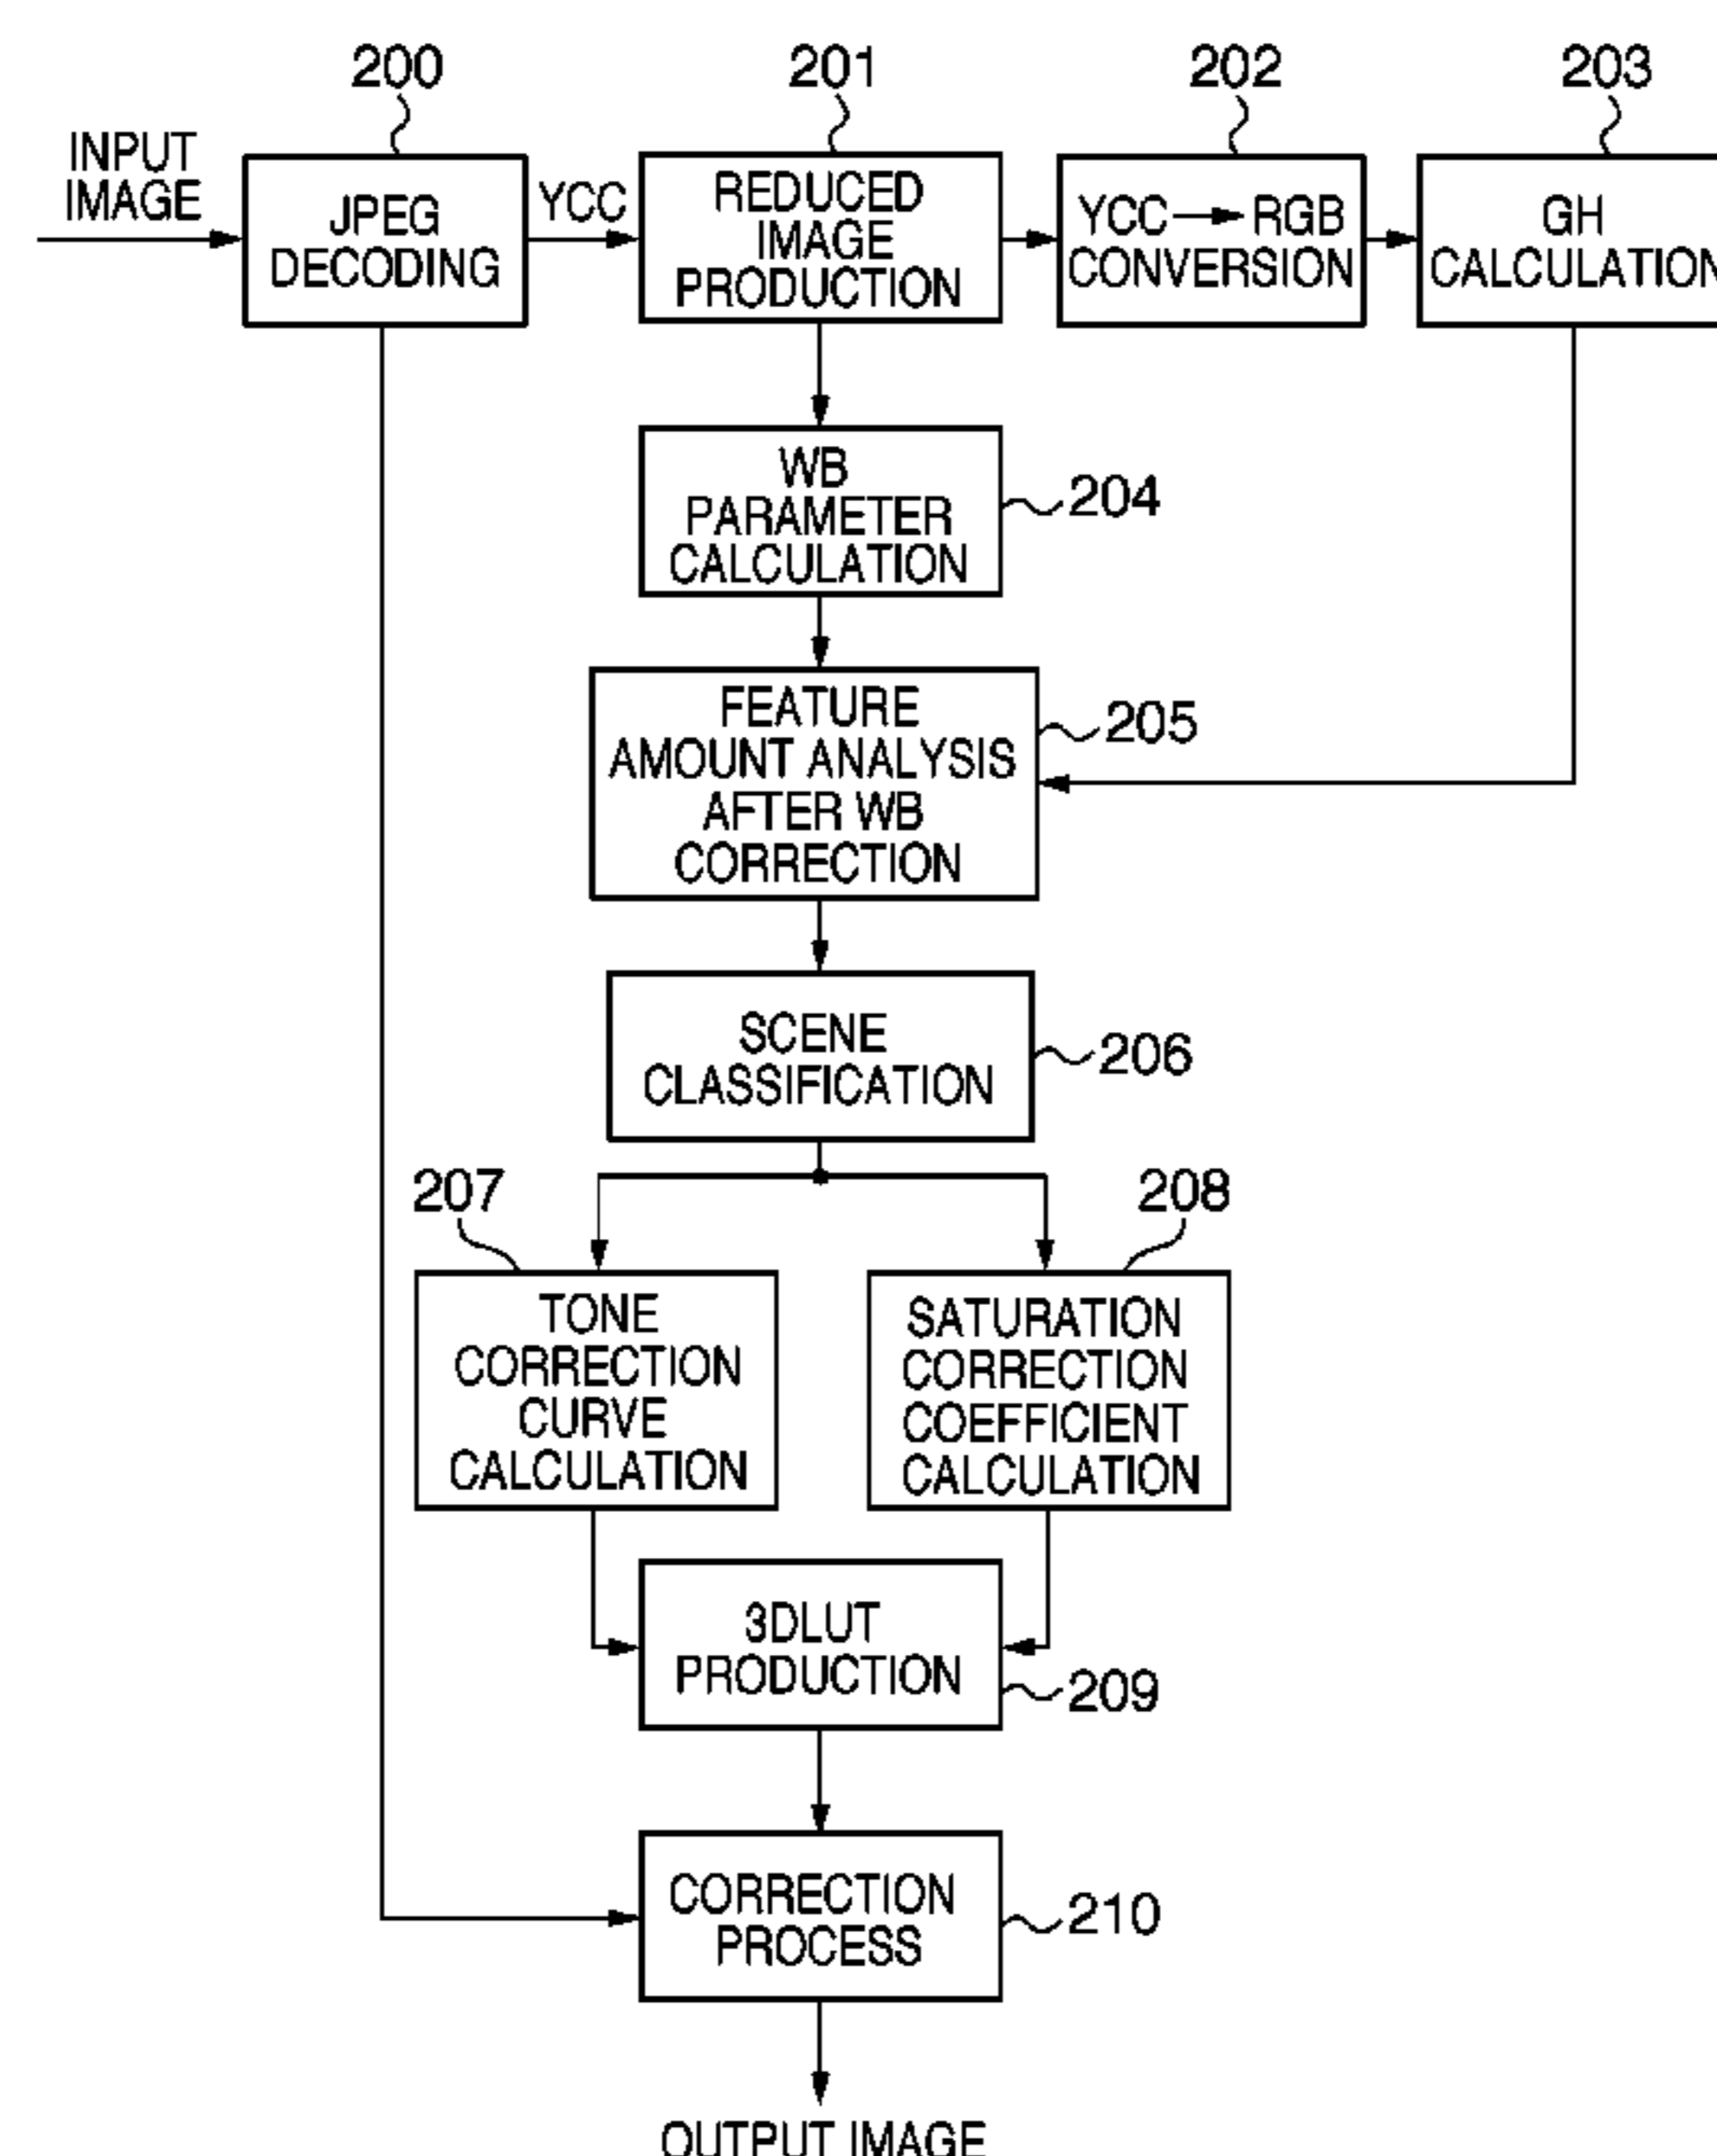 200
201
202
203
INPUT
IMAGE
JPEG
DECODING
YCC
REDUCED
IMAGE
PRODUCTION
YCC → RGB
CONVERSION
GH
CALCULATION
WB
PARAMETER
CALCULATION
204
FEATURE
AMOUNT ANALYSIS
AFTER WB
CORRECTION
205
SCENE
CLASSIFICATION
206
207
208
TONE
CORRECTION
CURVE
CALCULATION
SATURATION
CORRECTION
COEFFICIENT
CALCULATION
3DLUT
PRODUCTION
209
CORRECTION
PROCESS
210
OUTPUT IMAGE